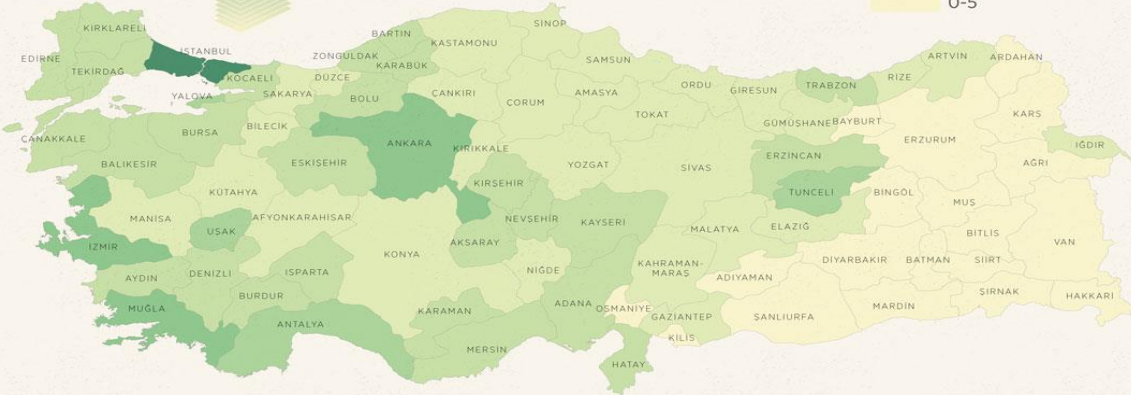 0-5
SİNOP
KIRKLARELİ
BARTIN
KASTAMONU
EDİRNE
İSTANBUL
ZONGULDAK
SAMSUN
ARTVİN
ARDAHAN
TEKİRDAĞ
KOCAELİ
DÜZCE
KARABÜK
RİZE
YALOVA
SAKARYA
BOLU
ÇANKIRI
ÇORUM
AMASYA
ORDU
GİRESUN
TRABZON
TOKAT
KARS
ÇANAKKALE
BURSA
BİLECİK
ANKARA
KIRIKKALE
GÜMÜŞHANE
BAYBURT
ERZURUM
IĞDIR
BALIKESİR
ESKİŞEHİR
YOZGAT
SİVAS
ERZİNCAN
AĞRI
KÜTAHYA
KIRŞEHİR
TUNCELİ
BİNGÖL
MUŞ
MANİSA
UŞAK
AFYONKARAHİSAR
NEVŞEHİR
KAYSERİ
MALATYA
ELAZIĞ
BİTLİS
VAN
İZMİR
KONYA
AKSARAY
DİYARBAKIR
BATMAN
SİİRT
AYDIN
DENİZLİ
ISPARTA
NİĞDE
KAHRAMAN-
MARAŞ
ADIYAMAN
ŞIRNAK
HAKKARİ
MUĞLA
BURDUR
KARAMAN
ADANA
OSMANİYE
GAZİANTEP
ŞANLIURFA
MARDİN
ANTALYA
MERSİN
KİLİS
HATAY